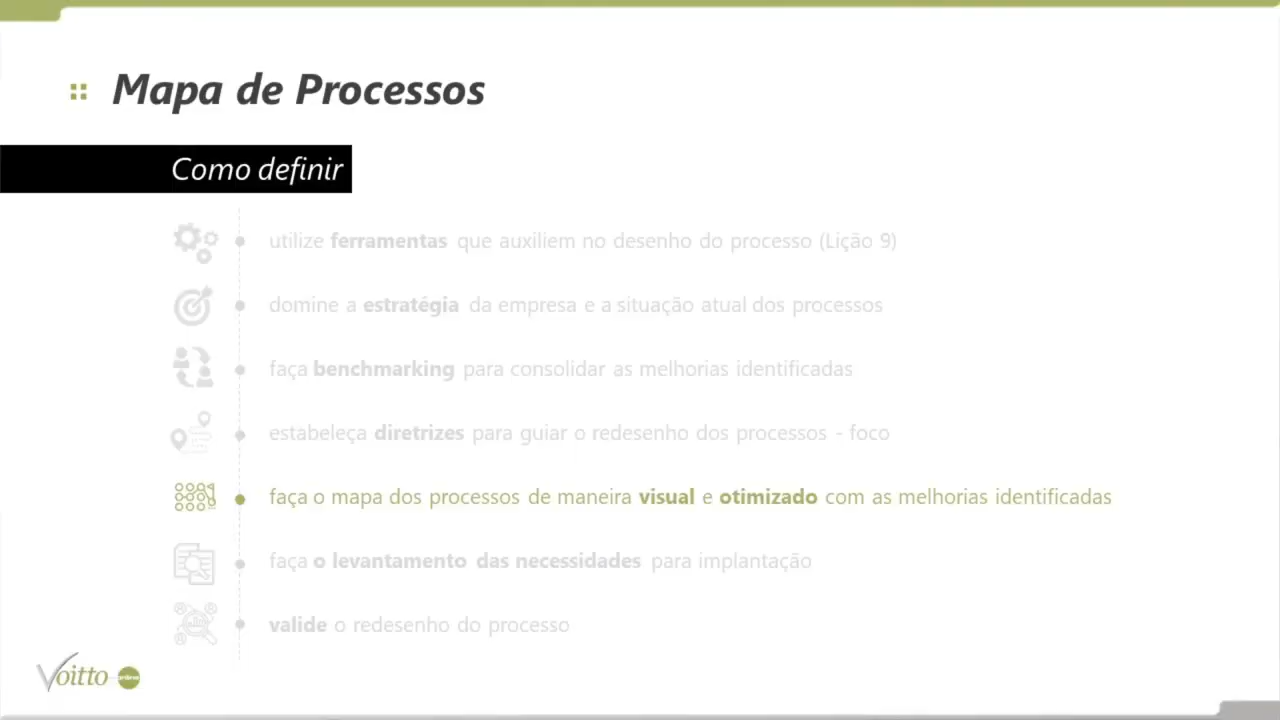 Mapa de Processos
Como definir
utilize ferramentas que auxiliem no desenho do processo (Lição 9)
domine a estratégia da empresa e a situação atual dos processos
faça benchmarking para consolidar as melhorias identificadas
estabeleça diretrizes para guiar o redesenho dos processos - foco
faça o mapa dos processos de maneira visual e otimizado com as melhorias identificadas
faça o levantamento das necessidades para implantação
valide o redesenho do processo
Voitto online